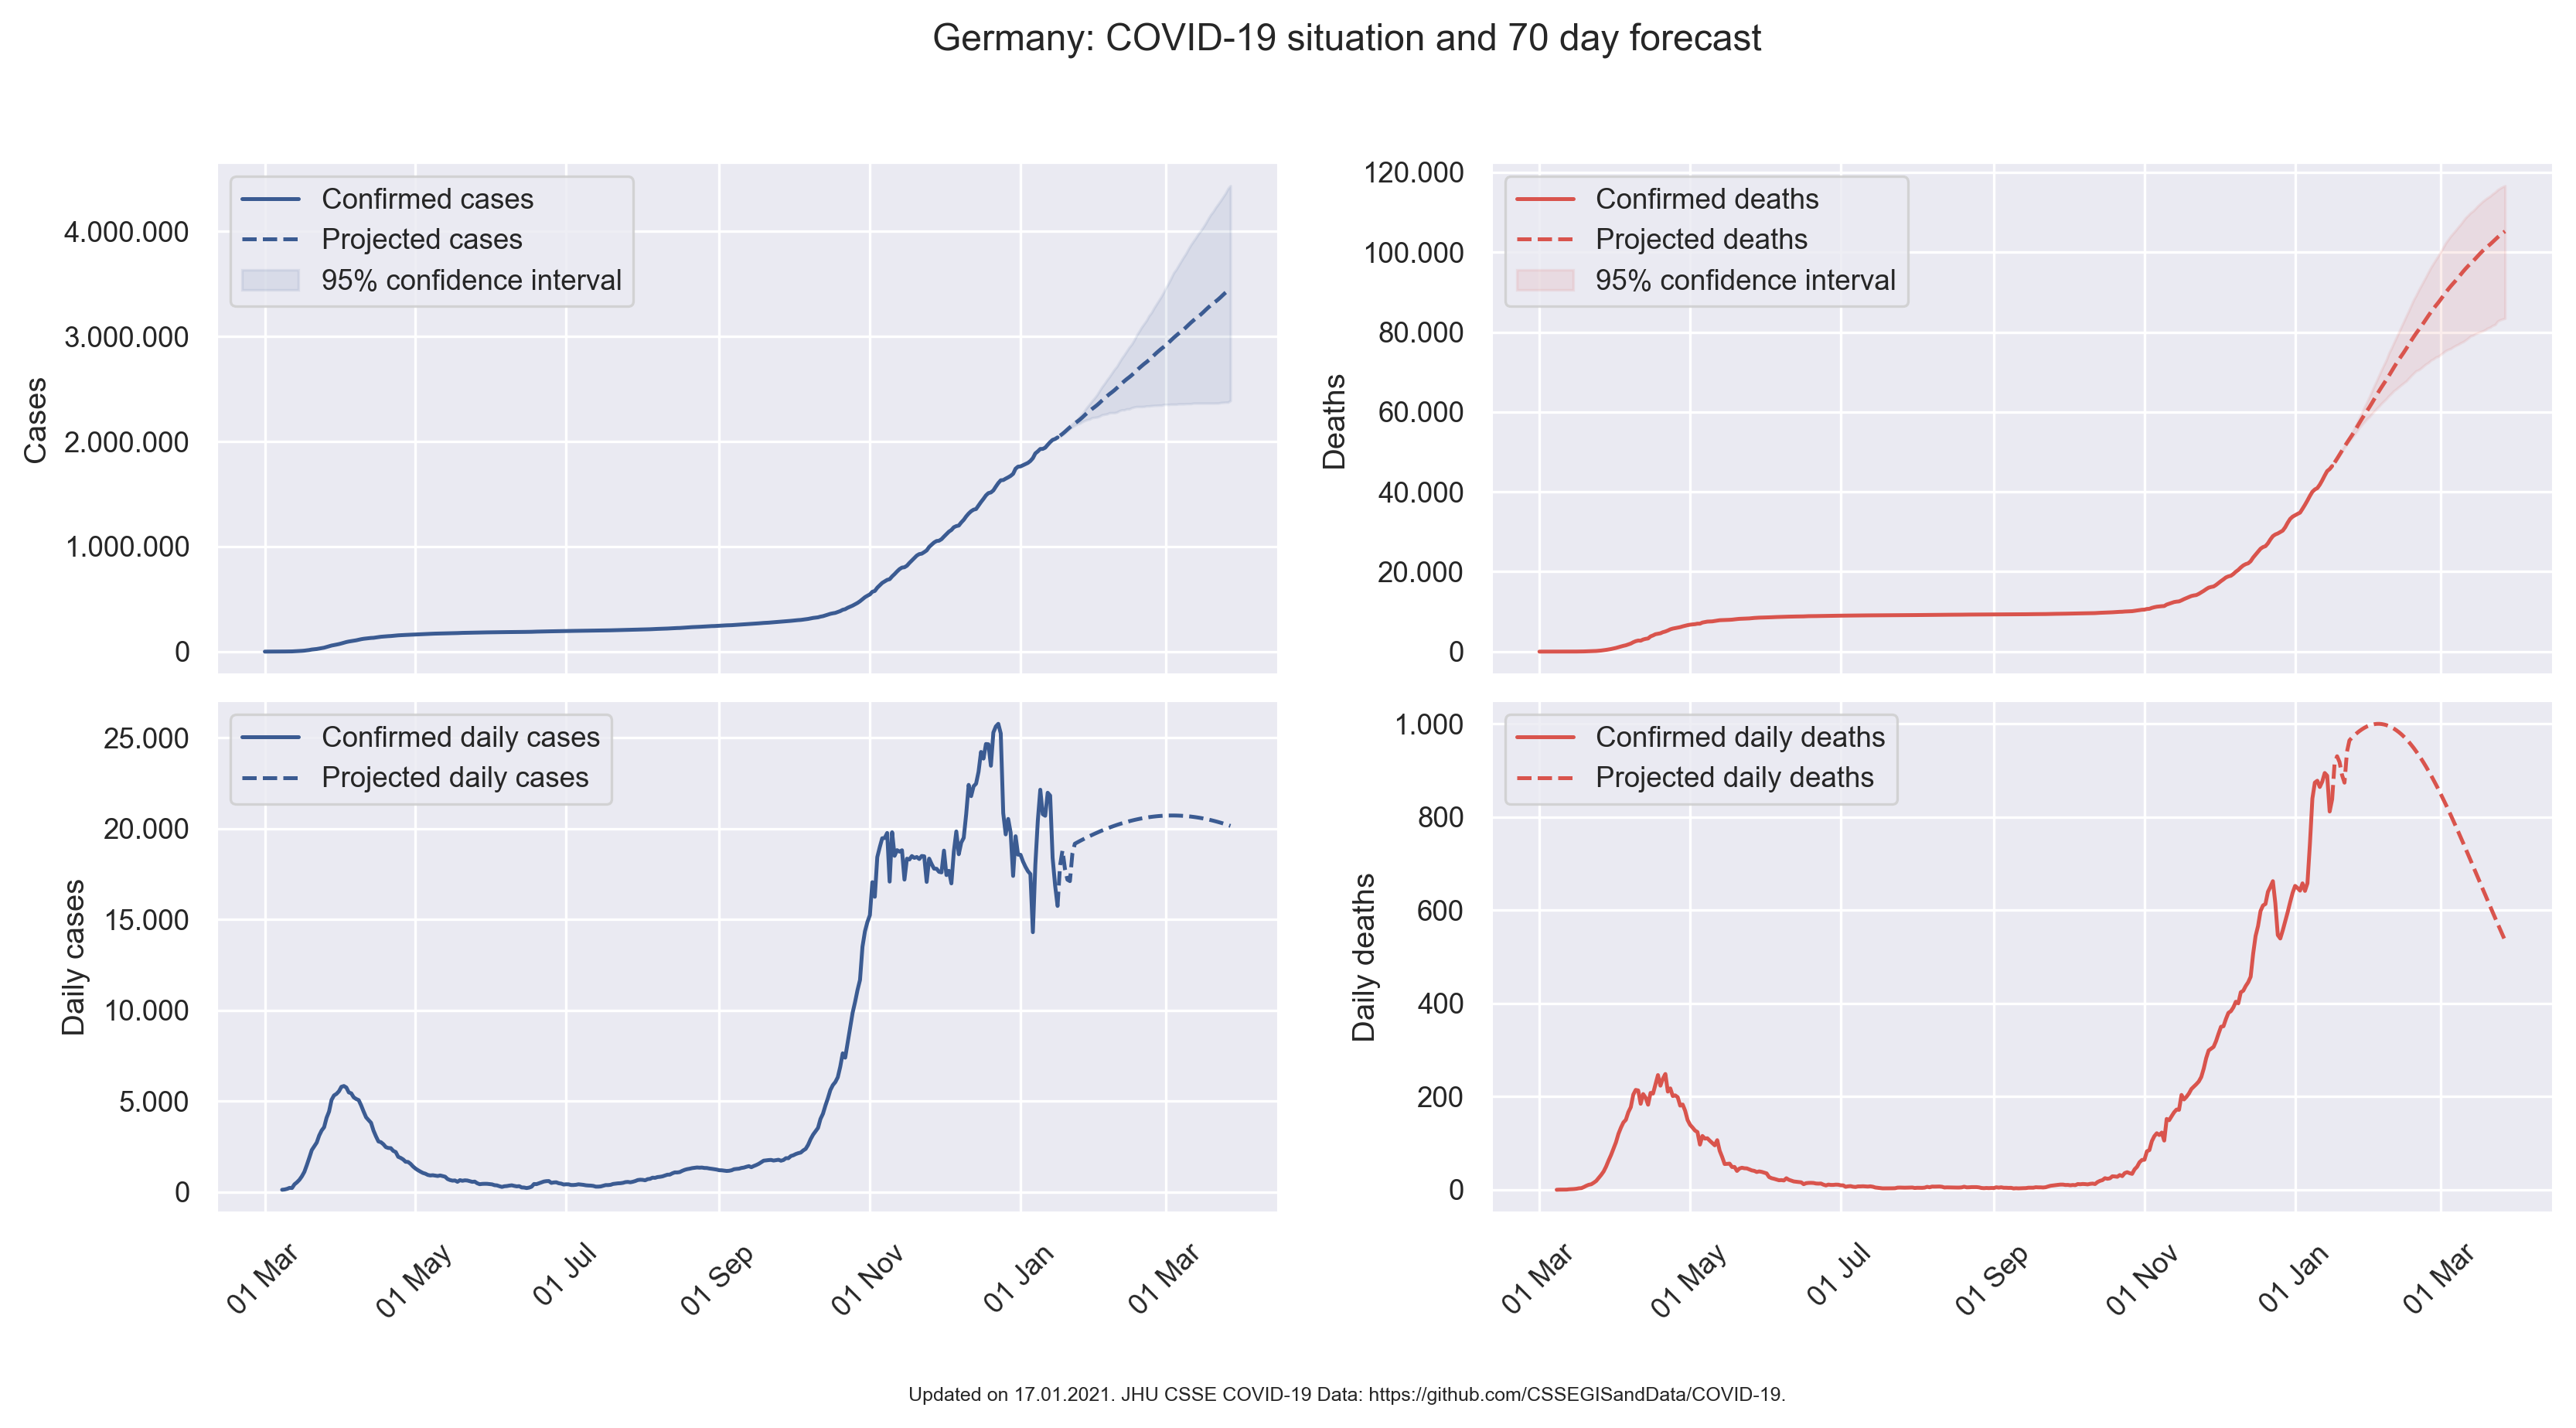 Germany: COVID-19 situation and 70 day forecast
Confirmed cases
Projected cases
95% confidence interval
Cases
4.000.000
3.000.000
2.000.000
1.000.000
0
Confirmed deaths
Projected deaths
95% confidence interval
Deaths
120.000
100.000
80.000
60.000
40.000
20.000
0
Confirmed daily cases
Projected daily cases
Daily cases
25.000
20.000
15.000
10.000
5.000
0
01 Mar
01 May
01 Jul
01 Sep
01 Nov
01 Jan
01 Mar
Confirmed daily deaths
Projected daily deaths
Daily deaths
1.000
800
600
400
200
0
01 Mar
01 May
01 Jul
01 Sep
01 Nov
01 Jan
01 Mar
Updated on 17.01.2021. JHU CSSE COVID-19 Data: https://github.com/CSSEGISandData/COVID-19.